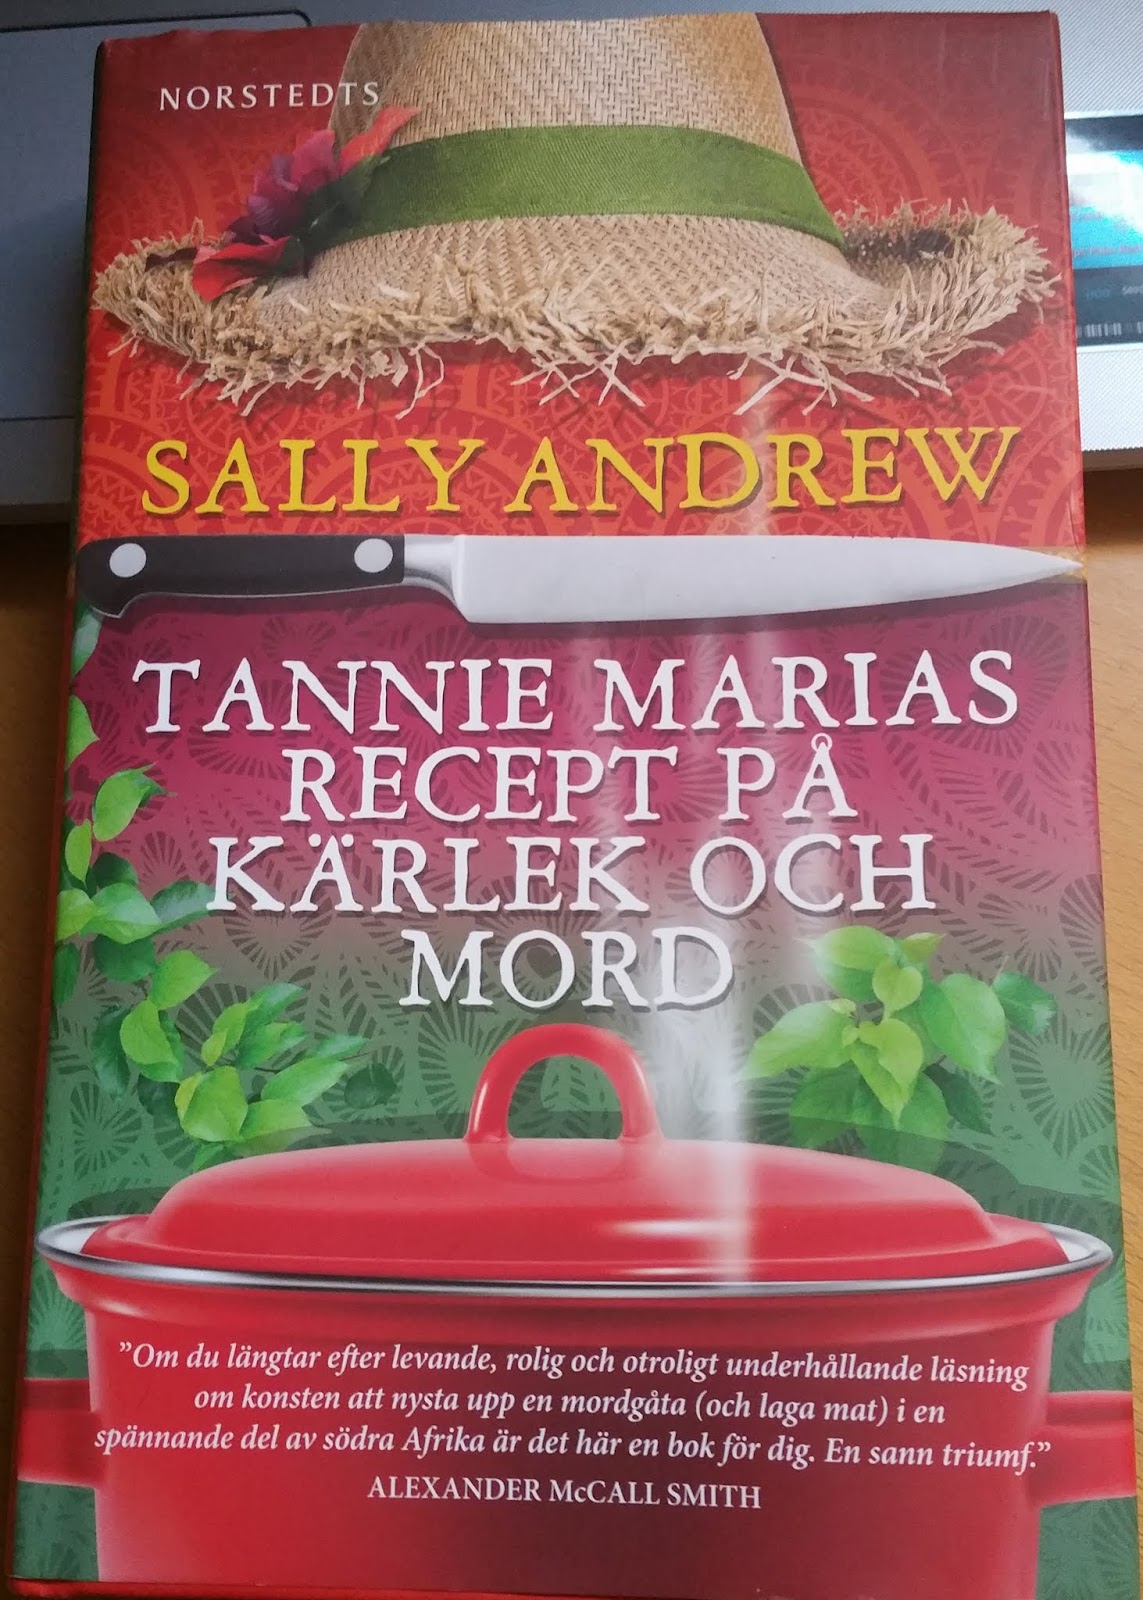 NORSTEDTS
SALLY ANDREW
TANNIE MARIAS
RECEPT PÅ
KÄRLEK OCH
MORD
”Om du längtar efter levande, rolig och otroligt underhållande läsning
om konsten att nysta upp en mordgåta (och laga mat) i en
spännande del av södra Afrika är det här en bok för dig. En sann triumf.”
ALEXANDER McCALL SMITH